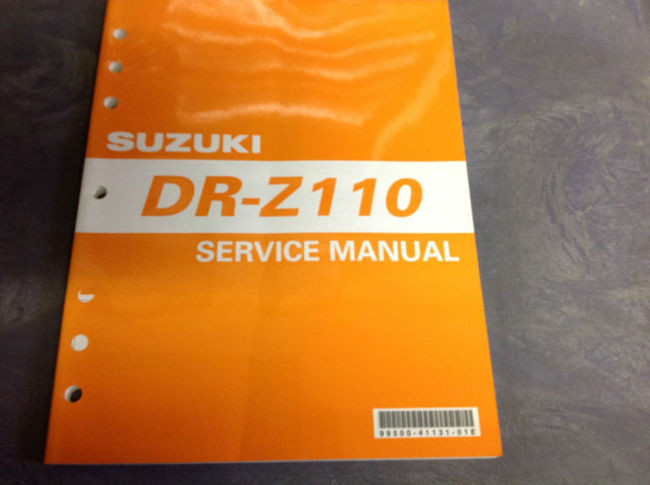 SUZUKI
DR-Z110
SERVICE MANUAL
99500-41131-01E